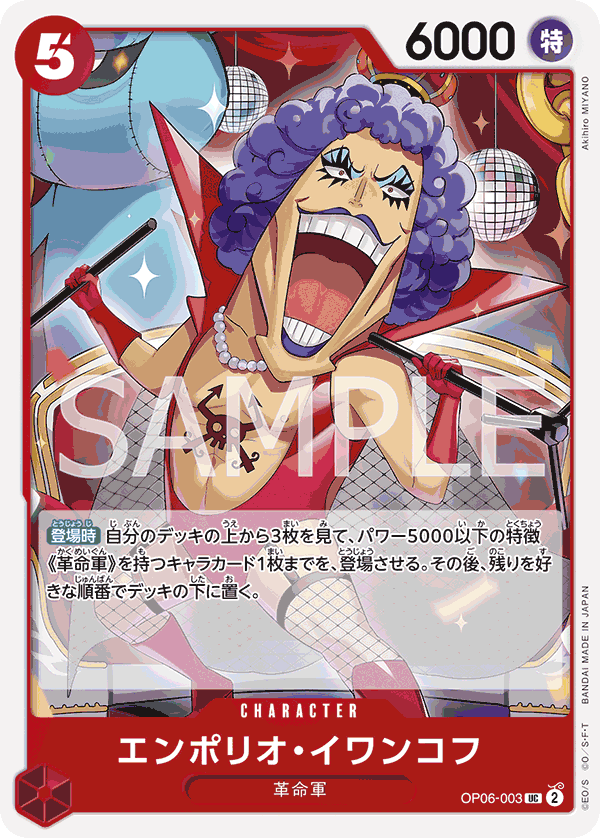 5
6000
特
Akihiro MIYANO
SAMPLE
登場時 自分のデッキの上から3枚を見て、パワー5000以下の特徴
《革命軍》を持つキャラカード1枚までを、登場させる。その後、残りを好
きな順番でデッキの下に置く。
CHARACTER
エンポリオ・イワンコフ
革命軍
OP06-003 UC 2
©EO/S ©O/S・F・T BANDAI MADE IN JAPAN